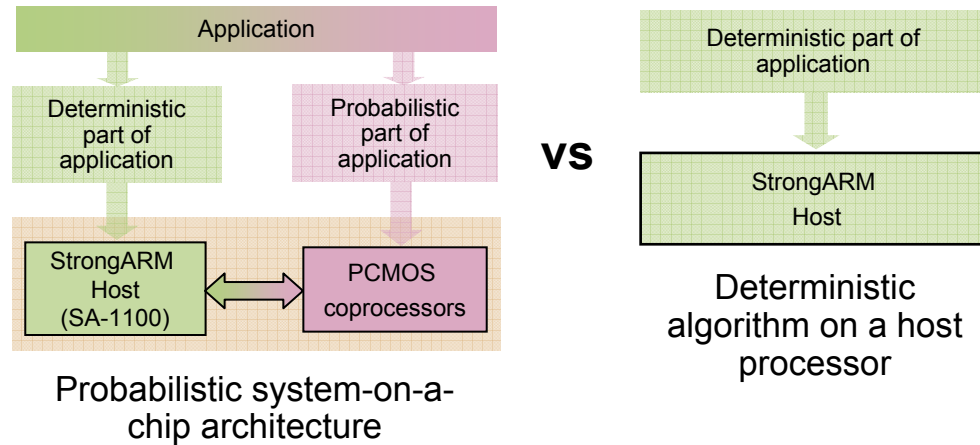 Application
Deterministic
part of
application
Probabilistic
part of
application
StrongARM
Host
(SA-1100)
PCMOS
coprocessors
Probabilistic system-on-a-
chip architecture
vs
Deterministic part of
application
StrongARM
Host
Deterministic
algorithm on a host
processor